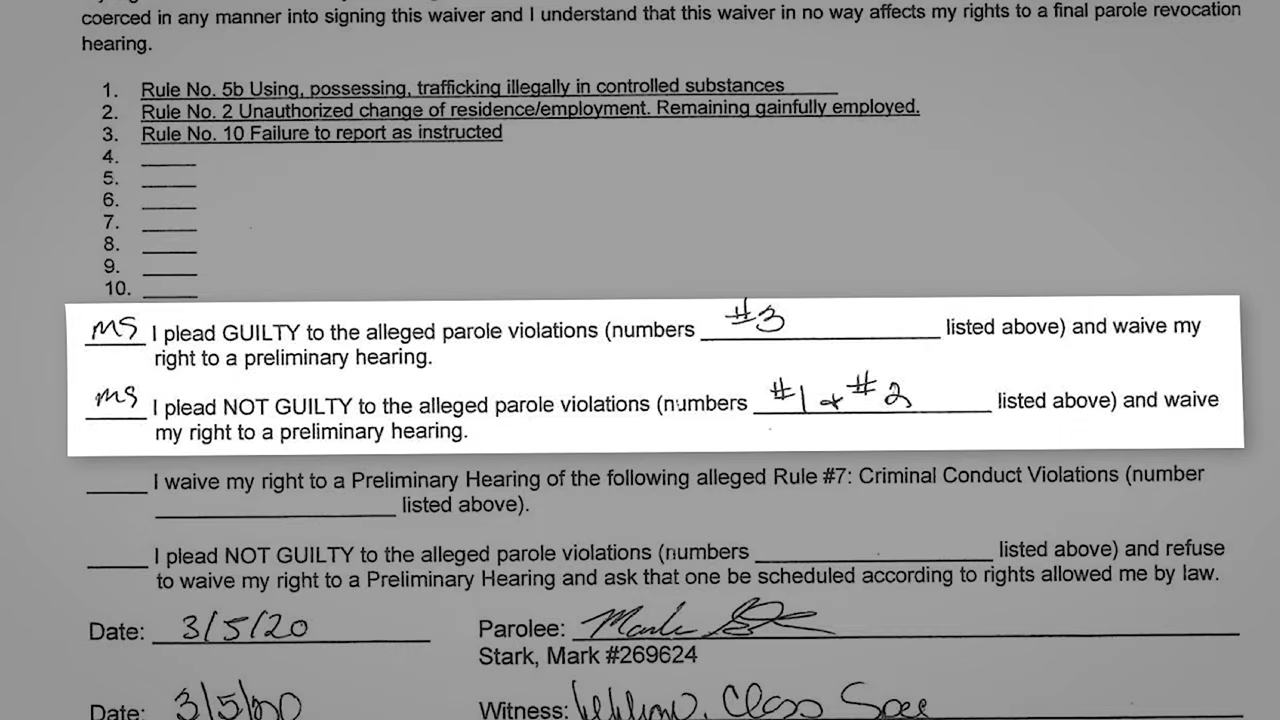 coerced in any manner into signing this waiver and I understand that this waiver in no way affects my rights to a final parole revocation
hearing.
1. Rule No. 5b Using, possessing, trafficking illegally in controlled substances
2. Rule No. 2 Unauthorized change of residence/employment. Remaining gainfully employed.
3. Rule No. 10 Failure to report as instructed
4.
5.
6.
7.
8.
9.
10.
MS I plead GUILTY to the alleged parole violations (numbers #3 listed above) and waive my
right to a preliminary hearing.
MS I plead NOT GUILTY to the alleged parole violations (numbers #1 & #2 listed above) and waive
my right to a preliminary hearing.
I waive my right to a Preliminary Hearing of the following alleged Rule #7: Criminal Conduct Violations (number
listed above).
I plead NOT GUILTY to the alleged parole violations (numbers listed above) and refuse
to waive my right to a Preliminary Hearing and ask that one be scheduled according to rights allowed me by law.
Date: 3/5/20 Parolee: Mark
Stark, Mark #269624
Date: 3/5/20 Witness: Class